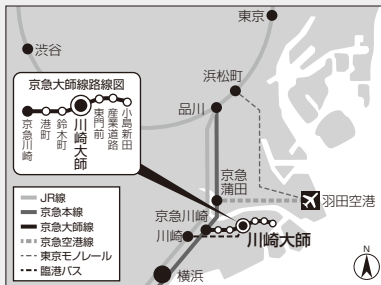 東京
渋谷
浜松町
京急大師線路線図
京急川崎
港町
鈴木町
川崎大師
東門前
産業道路
小島新田
品川
京急
蒲田
羽田空港
京急川崎
川崎
川崎大師
横浜
JR線
京急本線
京急大師線
京急空港線
東京モノレール
臨港バス
N